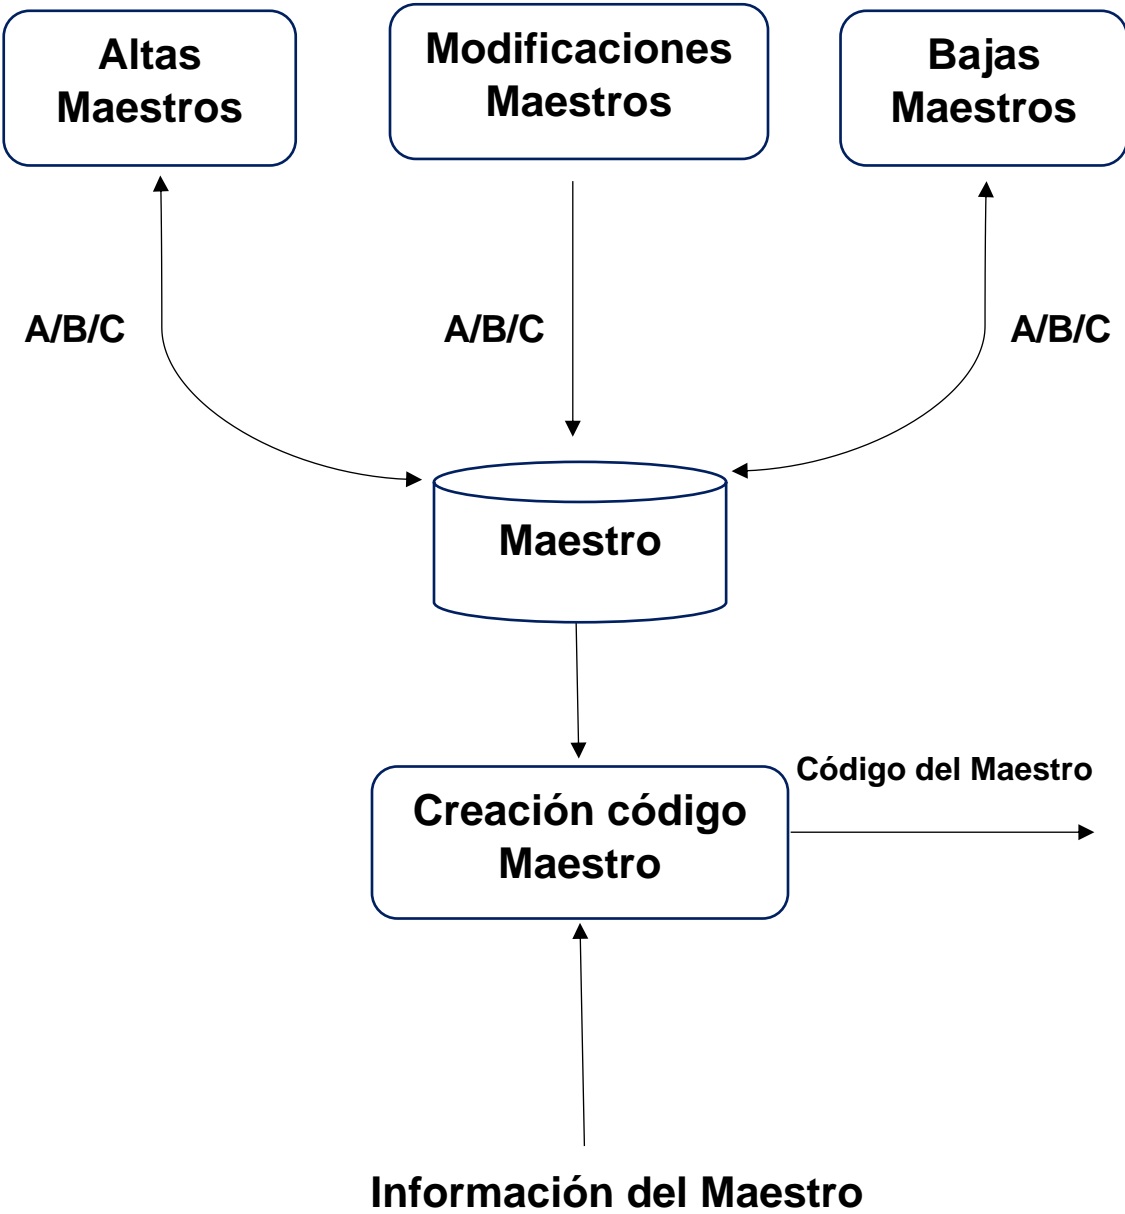 Altas
Maestros
Modificaciones
Maestros
Bajas
Maestros
A/B/C
A/B/C
A/B/C
Maestro
Código del Maestro
Creación código
Maestro
Información del Maestro